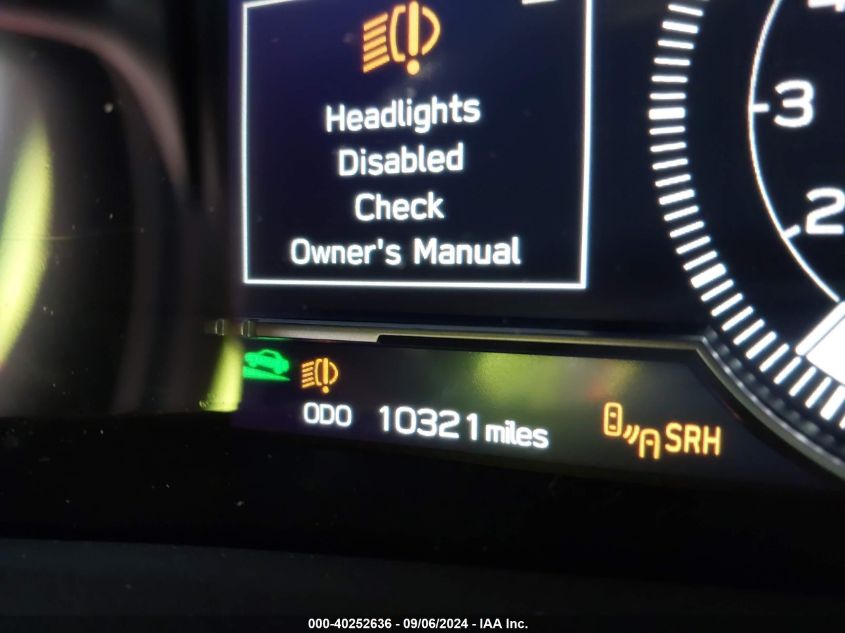 Headlights
Disabled
Check
Owner's Manual
3
2
ODO 10321 miles
SRH
000-40252636 - 09/06/2024 - IAA Inc.